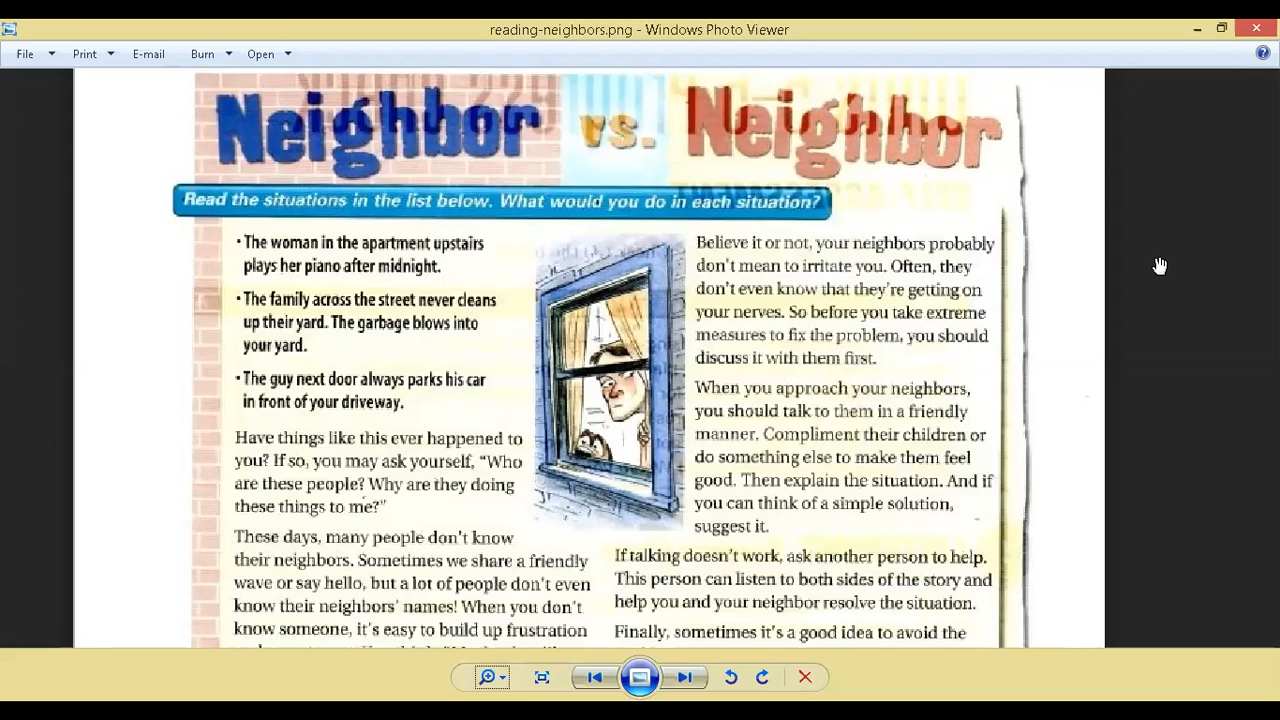 reading-neighbors.png - Windows Photo Viewer
File Print E-mail Burn Open
Neighbor vs. Neighbor
Read the situations in the list below. What would you do in each situation?
• The woman in the apartment upstairs
plays her piano after midnight.
• The family across the street never cleans
up their yard. The garbage blows into
your yard.
• The guy next door always parks his car
in front of your driveway.
Have things like this ever happened to
you? If so, you may ask yourself, “Who
are these people? Why are they doing
these things to me?”
These days, many people don’t know
their neighbors. Sometimes we share a friendly
wave or say hello, but a lot of people don’t even
know their neighbors’ names! When you don’t
know someone, it’s easy to build up frustration
Believe it or not, your neighbors probably
don’t mean to irritate you. Often, they
don’t even know that they’re getting on
your nerves. So before you take extreme
measures to fix the problem, you should
discuss it with them first.
When you approach your neighbors,
you should talk to them in a friendly
manner. Compliment their children or
do something else to make them feel
good. Then explain the situation. And if
you can think of a simple solution,
suggest it.
If talking doesn’t work, ask another person to help.
This person can listen to both sides of the story and
help you and your neighbor resolve the situation.
Finally, sometimes it’s a good idea to avoid the